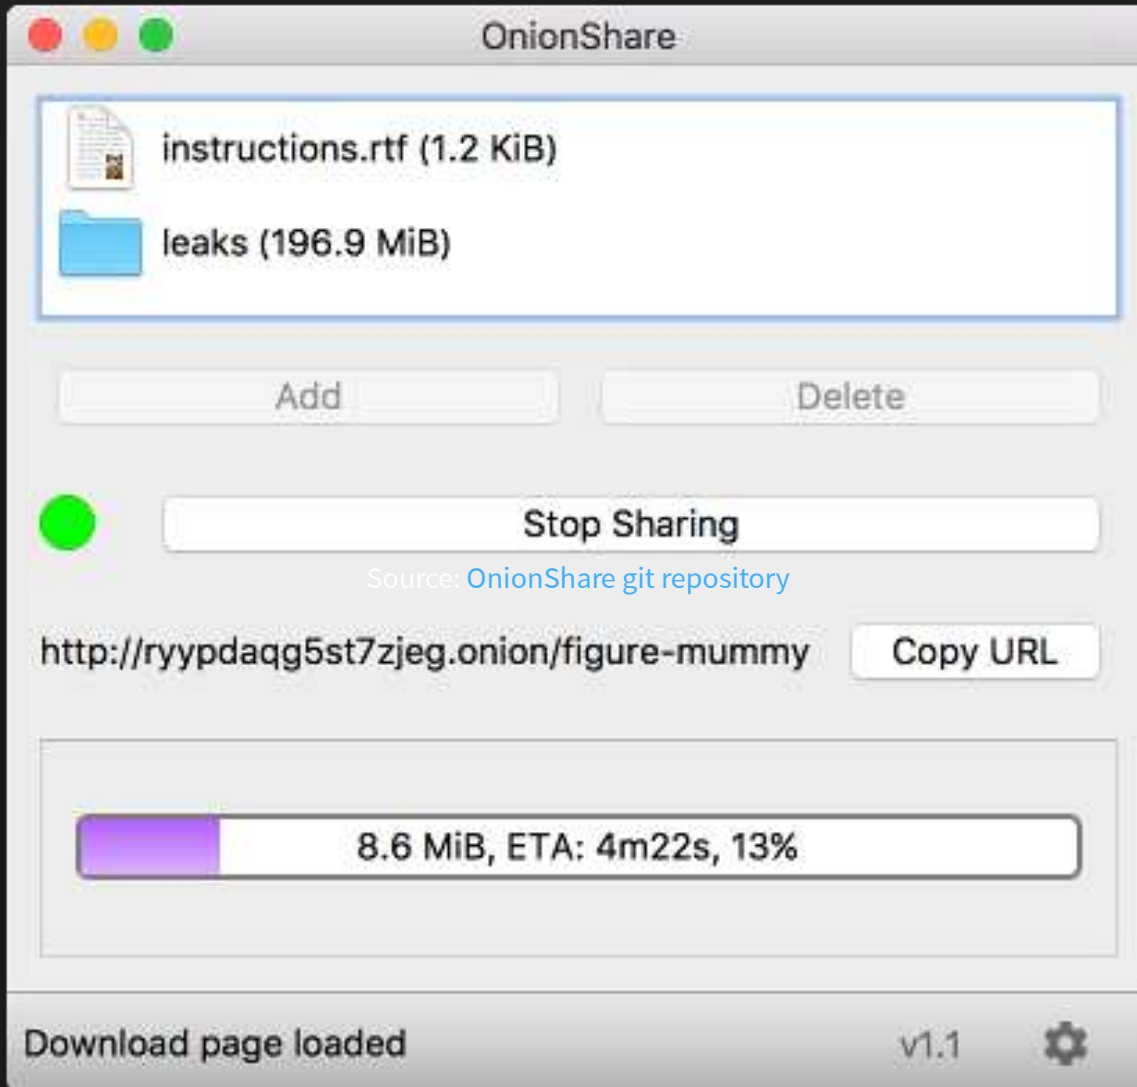 OnionShare
instructions.rtf (1.2 KiB)
leaks (196.9 MiB)
Add Delete
Stop Sharing
Source: OnionShare git repository
http://ryypdaqg5st7zjeg.onion/figure-mummy Copy URL
8.6 MiB, ETA: 4m22s, 13%
Download page loaded v1.1